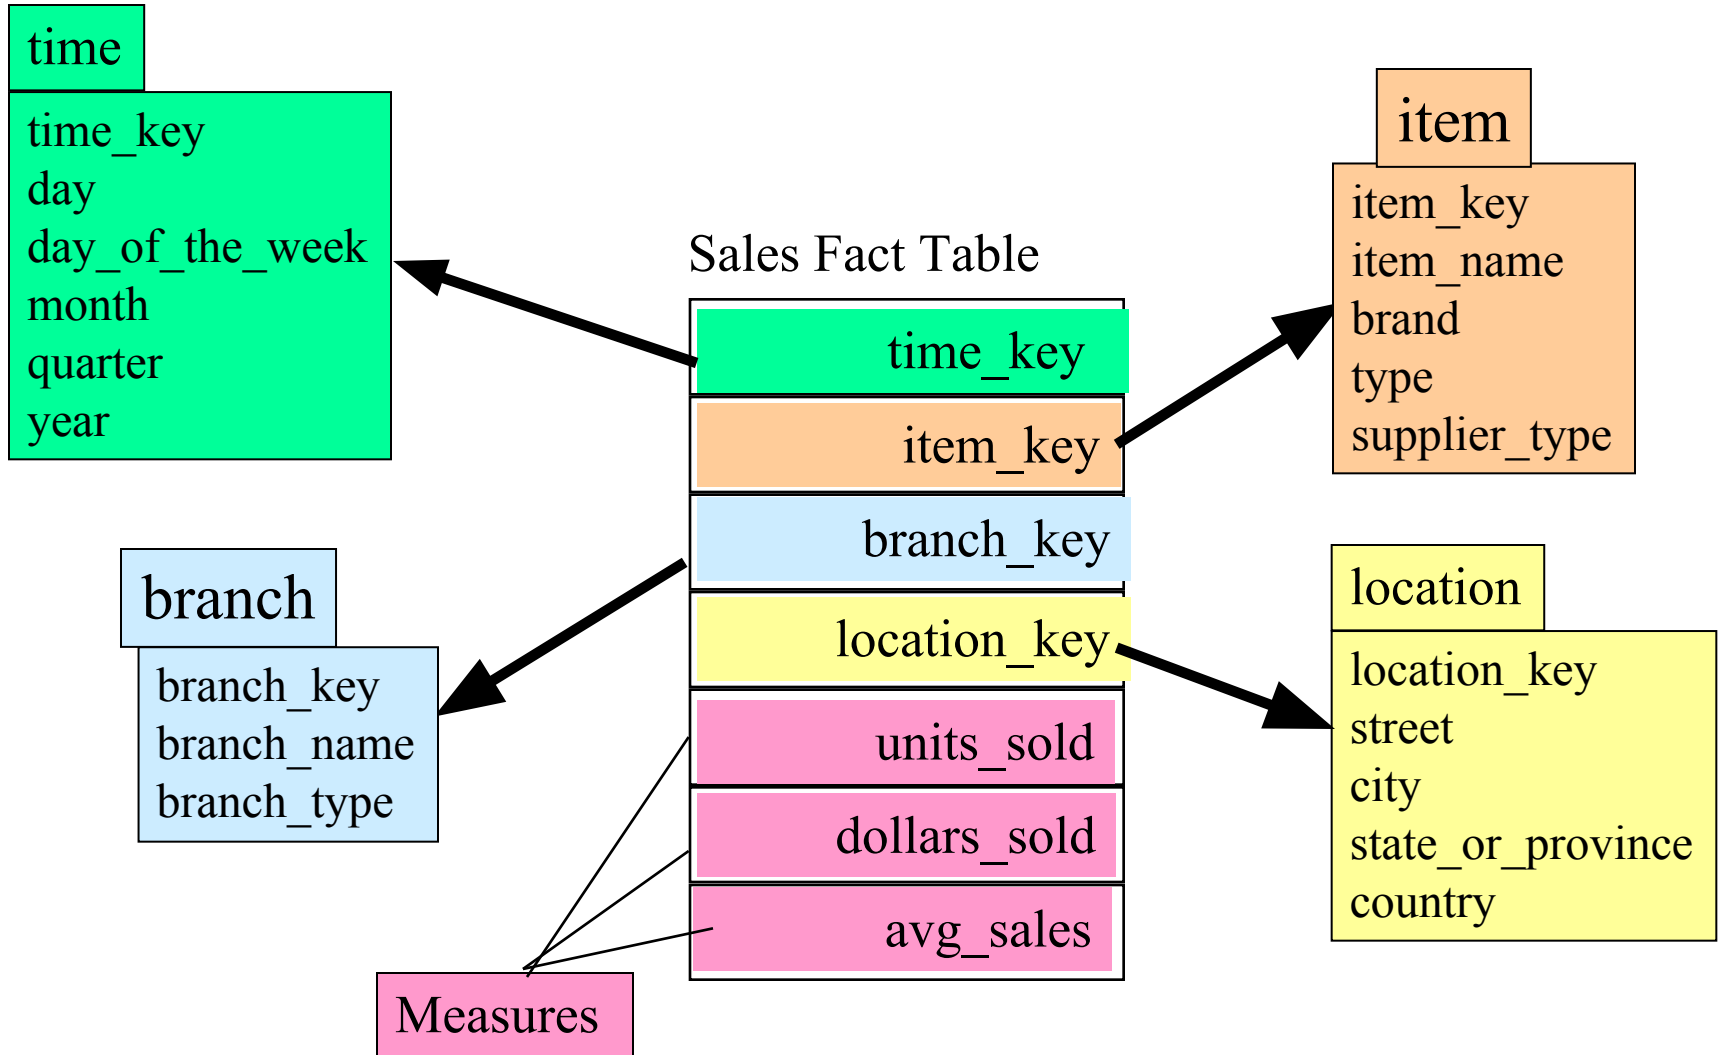 time
time_key
day
day_of_the_week
month
quarter
year
item
item_key
item_name
brand
type
supplier_type
Sales Fact Table
time_key
item_key
branch_key
location_key
units_sold
dollars_sold
avg_sales
branch
branch_key
branch_name
branch_type
location
location_key
street
city
state_or_province
country
Measures